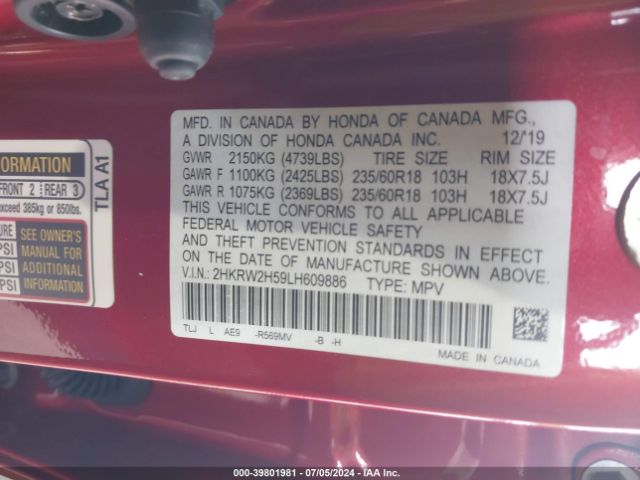 MFD. IN CANADA BY HONDA OF CANADA MFG.,
A DIVISION OF HONDA CANADA INC. 12/'19
GVWR 2150KG (4739LBS) TIRE SIZE RIM SIZE
GAWR F 1100KG (2425LBS) 235/60R18 103H 18X7.5J
GAWR R 1075KG (2369LBS) 235/60R18 103H 18X7.5J
THIS VEHICLE CONFORMS TO ALL APPLICABLE
FEDERAL MOTOR VEHICLE SAFETY
AND THEFT PREVENTION STANDARDS IN EFFECT
ON THE DATE OF MANUFACTURE SHOWN ABOVE.
V.I.N.: 2HKRW2H59LH609886 TYPE: MPV
TLJ L AE9 -R569MV -B -H
MADE IN CANADA
ORMATION
FRONT 2 REAR 3
exceed 385kg or 850lbs.
TLA A1
URE
PSI
PSI
PSI
SEE OWNER'S
MANUAL FOR
ADDITIONAL
INFORMATION
000-39801981 / 07/05/2024 / IAAI.COM